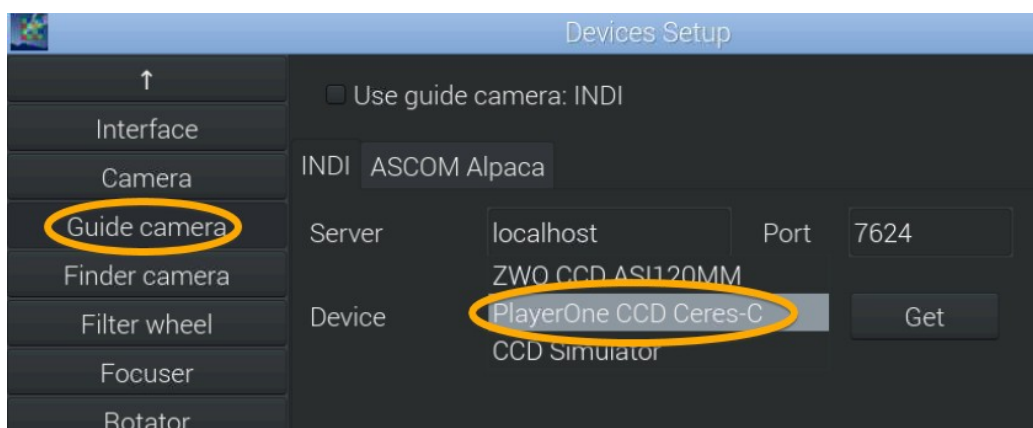 Devices Setup
↑
Interface
Camera
Guide camera
Finder camera
Filter wheel
Focuser
Rotator
Use guide camera: INDI
INDI ASCOM Alpaca
Server localhost Port 7624
ZWO CCD ASI120MM
Device PlayerOne CCD Ceres-C Get
CCD Simulator